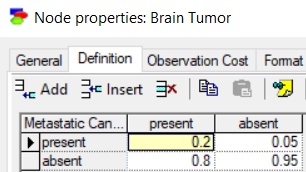 Node properties: Brain Tumor
General Definition Observation Cost Format
Add Insert
Metastatic Can... present absent
present 0.2 0.05
absent 0.8 0.95